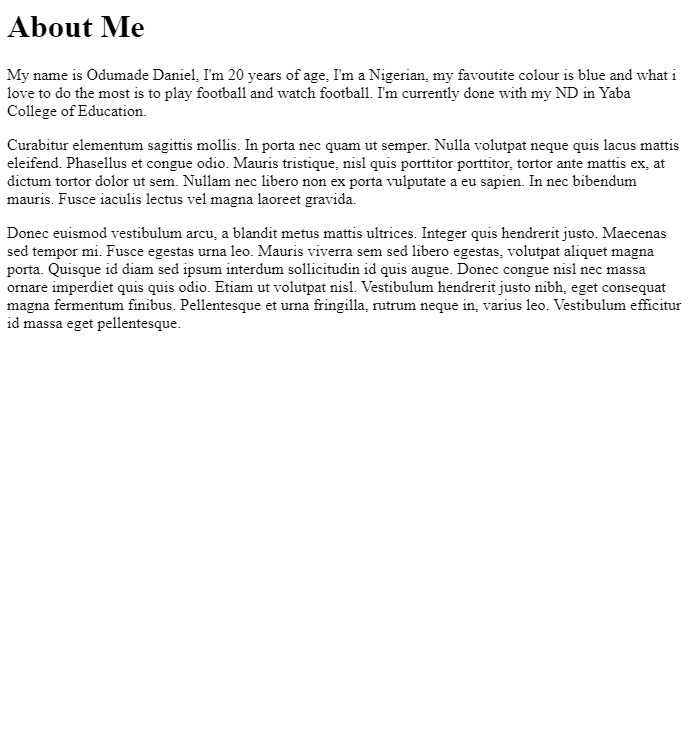 About Me
My name is Odumade Daniel, I'm 20 years of age, I'm a Nigerian, my favoutite colour is blue and what i
love to do the most is to play football and watch football. I'm currently done with my ND in Yaba
College of Education.
Curabitur elementum sagittis mollis. In porta nec quam ut semper. Nulla volutpat neque quis lacus mattis
eleifend. Phasellus et congue odio. Mauris tristique, nisl quis porttitor porttitor, tortor ante mattis ex, at
dictum tortor dolor ut sem. Nullam nec libero non ex porta vulputate a eu sapien. In nec bibendum
mauris. Fusce iaculis lectus vel magna laoreet gravida.
Donec euismod vestibulum arcu, a blandit metus mattis ultrices. Integer quis hendrerit justo. Maecenas
sed tempor mi. Fusce egestas urna leo. Mauris viverra sem sed libero egestas, volutpat aliquet magna
porta. Quisque id diam sed ipsum interdum sollicitudin id quis augue. Donec congue nisl nec massa
ornare imperdiet quis quis odio. Etiam ut volutpat nisl. Vestibulum hendrerit justo nibh, eget consequat
magna fermentum finibus. Pellentesque et urna fringilla, rutrum neque in, varius leo. Vestibulum efficitur
id massa eget pellentesque.